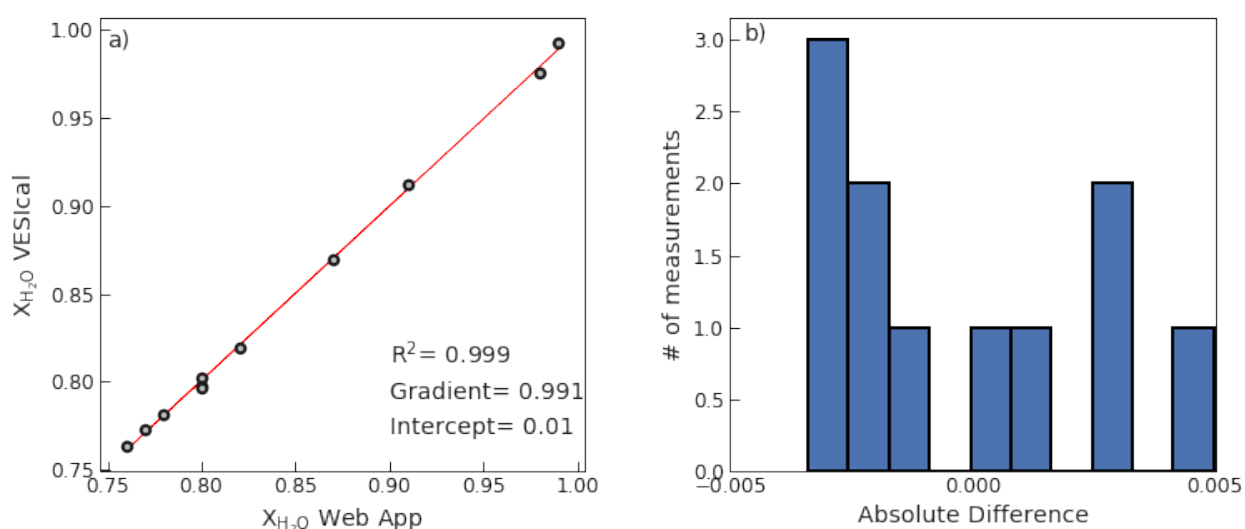 a)
1.00
0.95
0.90
0.85
0.80
0.75
X_H₂O VESIcal
R²= 0.999
Gradient= 0.991
Intercept= 0.01
0.75 0.80 0.85 0.90 0.95 1.00
X_H₂O Web App
b)
3.0
2.5
2.0
1.5
1.0
0.5
0.0
# of measurements
−0.005 0.000 0.005
Absolute Difference